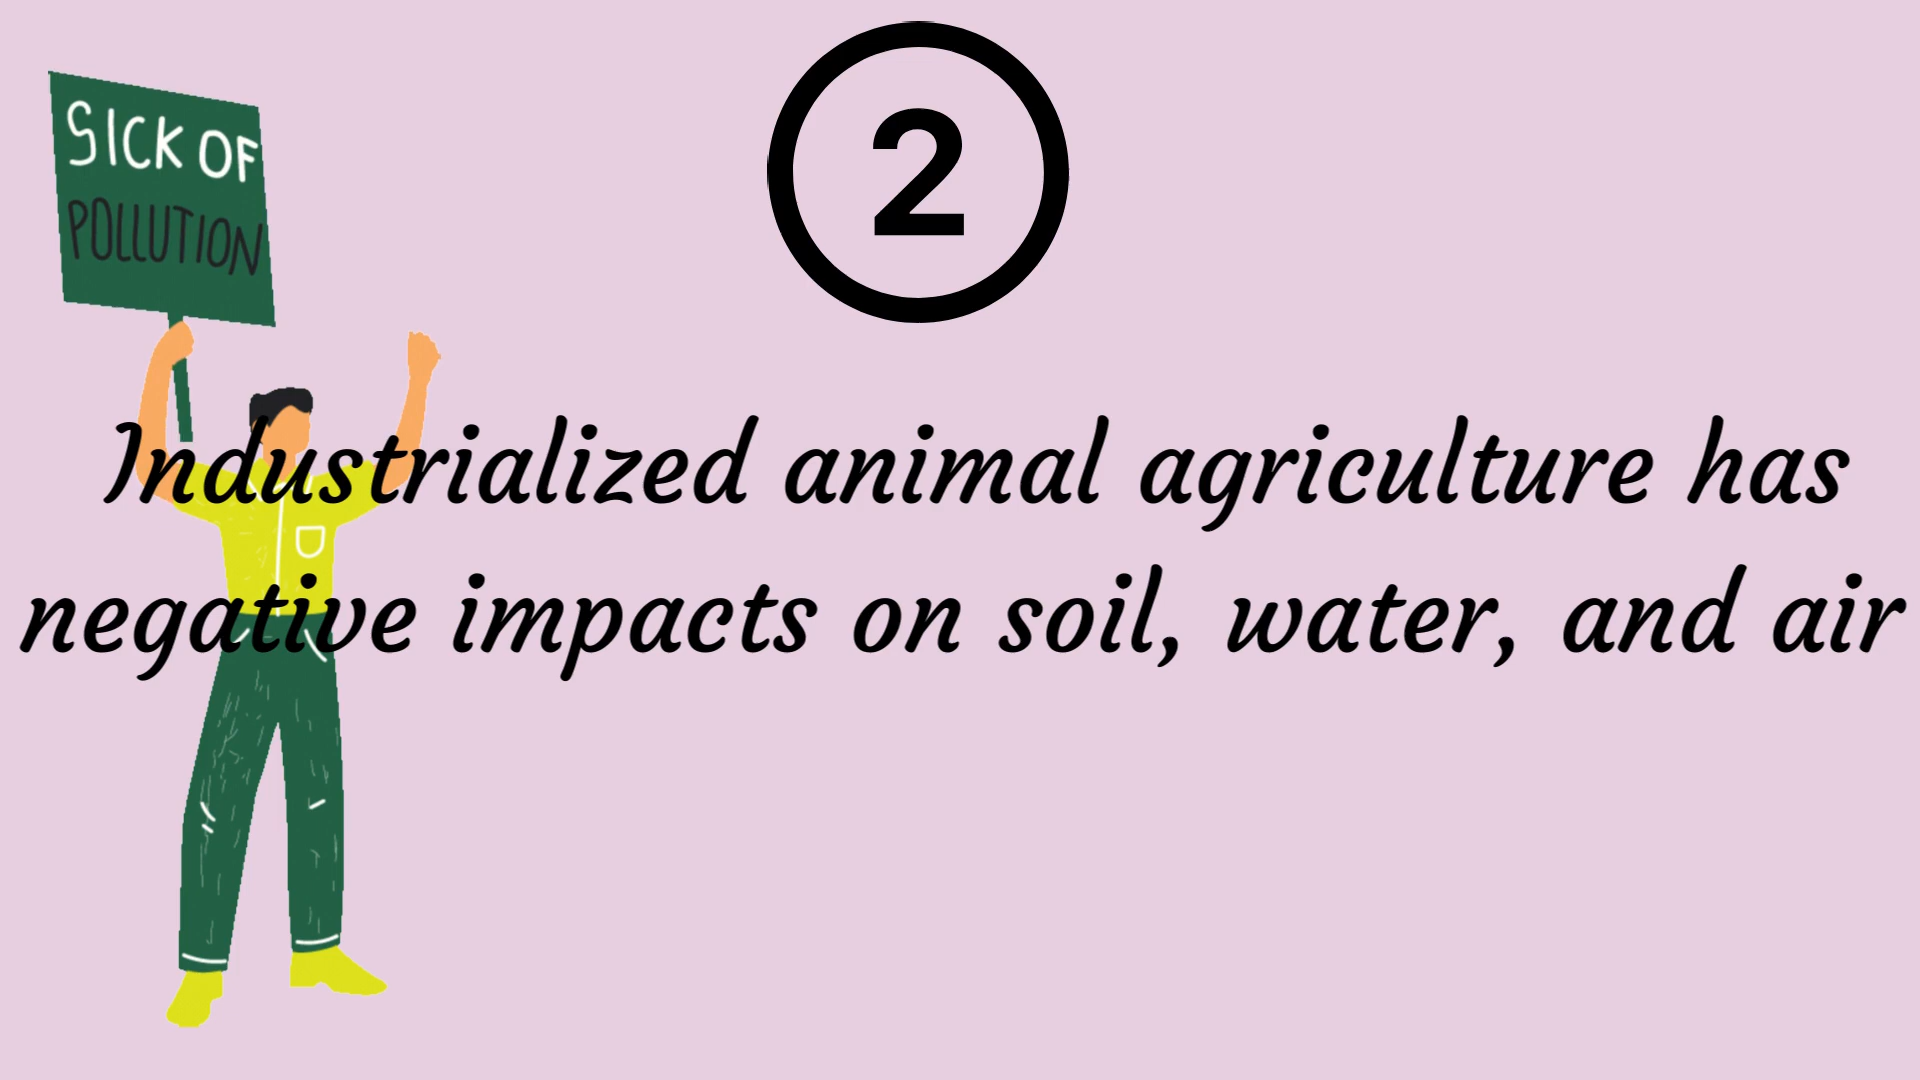 SICK OF
POLLUTION
2
Industrialized animal agriculture has
negative impacts on soil, water, and air